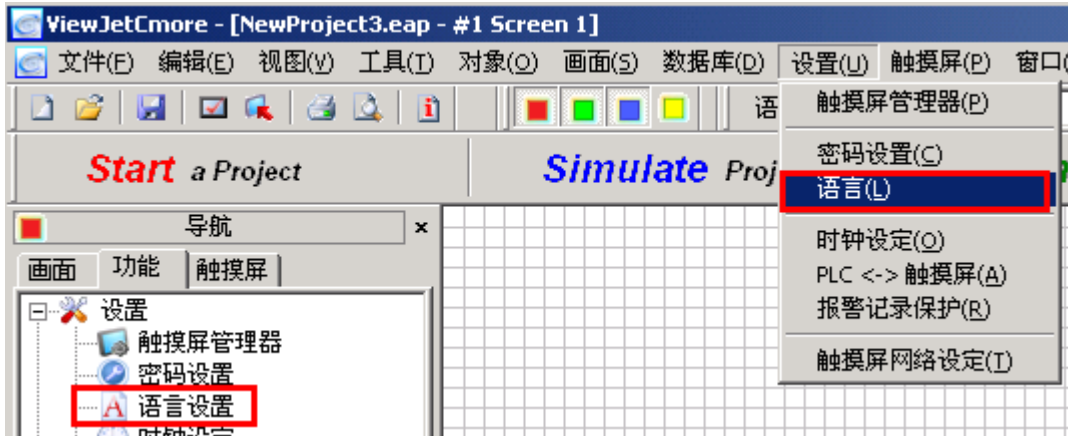 ViewJetCmore - [NewProject3.eap - #1 Screen 1]
文件(F) 编辑(E) 视图(V) 工具(T) 对象(O) 画面(S) 数据库(D) 设置(U) 触摸屏(P) 窗口(
语
触摸屏管理器(P)
密码设置(C)
语言(L)
时钟设定(O)
PLC <-> 触摸屏(A)
报警记录保护(R)
触摸屏网络设定(T)
Start a Project
Simulate Proj
导航
画面 功能 触摸屏
设置
触摸屏管理器
密码设置
语言设置
时钟设定